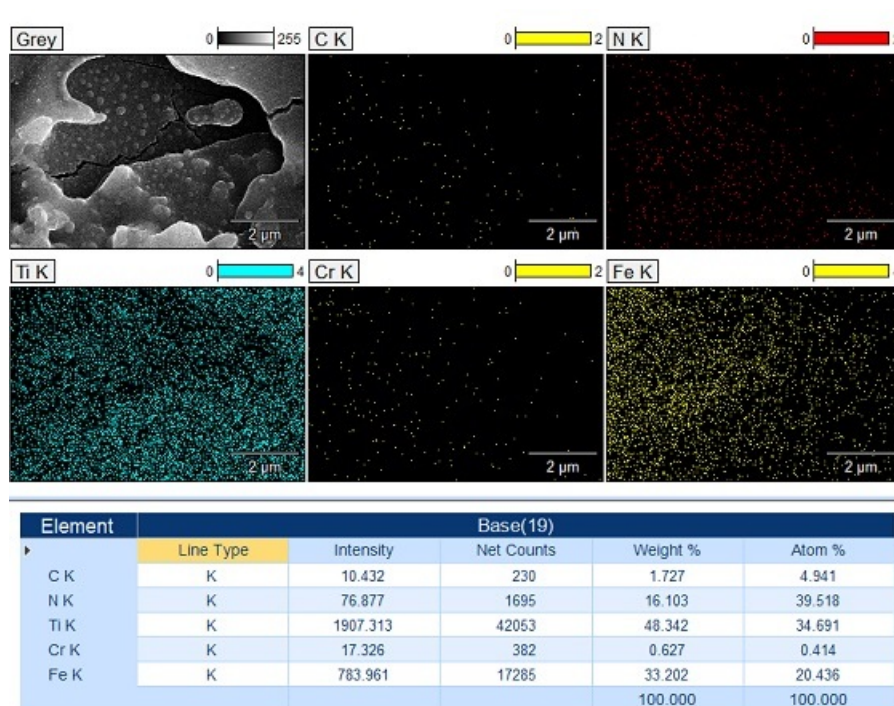 Grey 0 255 C K 0 2 N K 0
2 µm 2 µm 2 µm
Ti K 0 4 Cr K 0 2 Fe K 0
2 µm 2 µm 2 µm
Element Base(19)
Line Type Intensity Net Counts Weight % Atom %
C K K 10.432 230 1.727 4.941
N K K 76.877 1695 16.103 39.518
Ti K K 1907.313 42053 48.342 34.691
Cr K K 17.326 382 0.627 0.414
Fe K K 783.961 17285 33.202 20.436
100.000 100.000